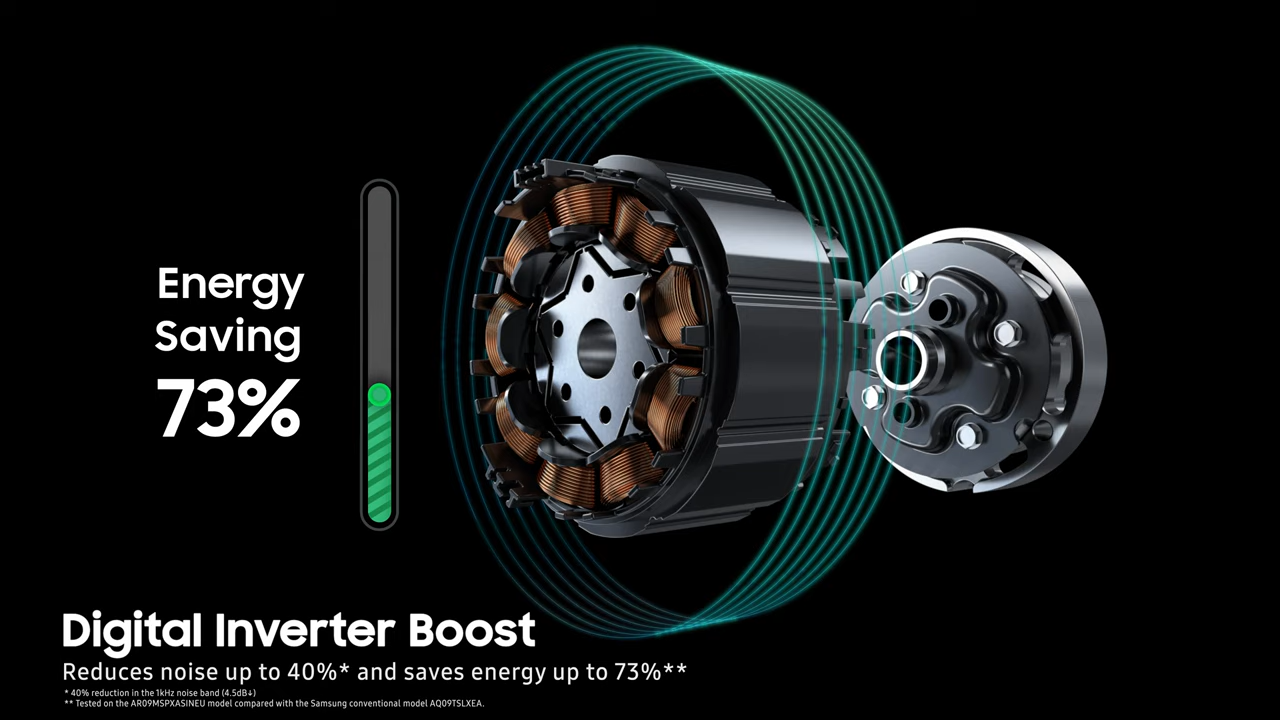 Energy
Saving
73%
Digital Inverter Boost
Reduces noise up to 40%* and saves energy up to 73%**
* 40% reduction in the 1kHz noise band (4.5dB↓)
** Tested on the AR09MSPXASINEU model compared with the Samsung conventional model AQ09TSLXEA.